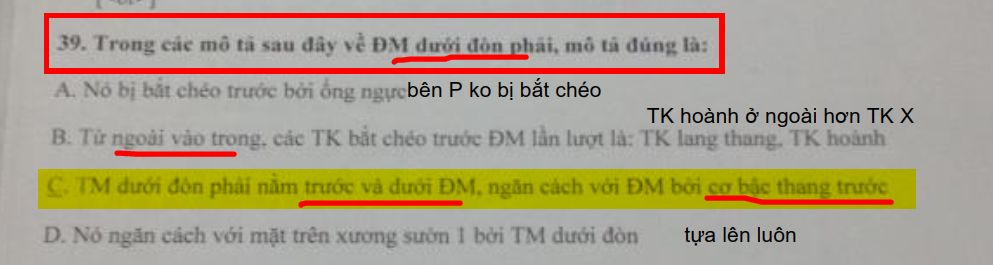 39. Trong các mô tả sau đây về ĐM dưới đòn phải, mô tả đúng là:
A. Nó bị bắt chéo trước bởi ống ngực bên P ko bị bắt chéo
TK hoành ở ngoài hơn TK X
B. Từ ngoài vào trong, các TK bắt chéo trước ĐM lần lượt là: TK lang thang, TK hoành
C. TM dưới đòn phải nằm trước và dưới ĐM, ngăn cách với ĐM bởi cơ bậc thang trước
D. Nó ngăn cách với mặt trên xương sườn 1 bởi TM dưới đòn tựa lên luôn